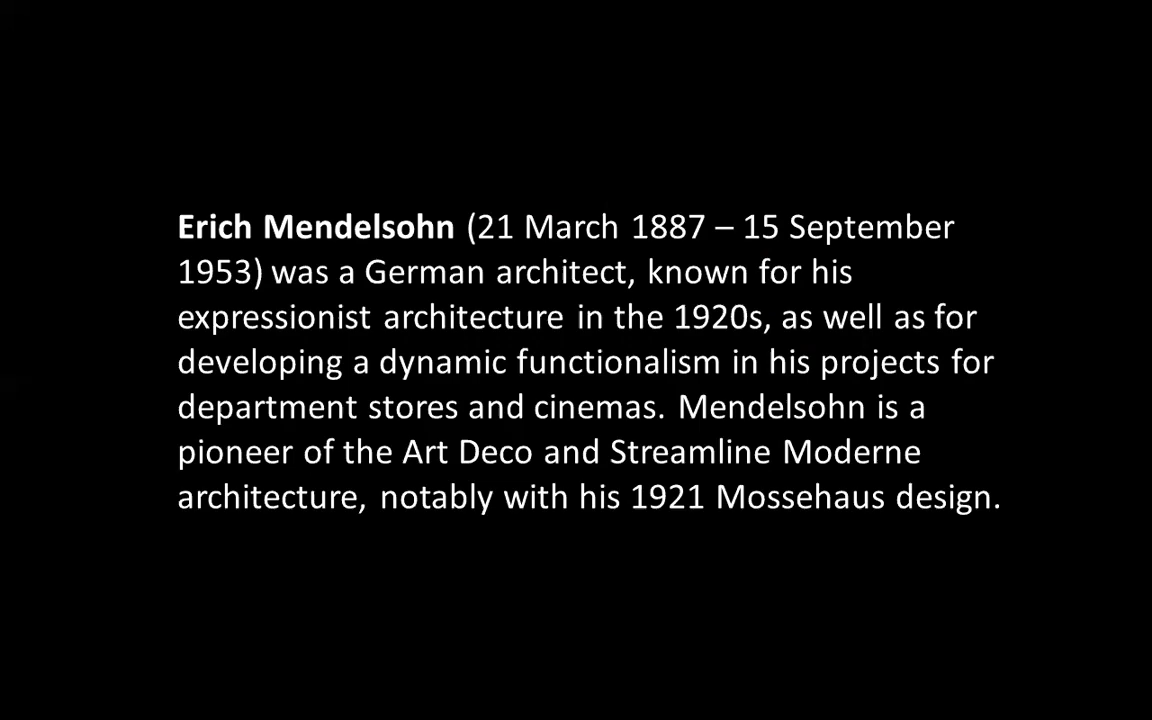 Erich Mendelsohn (21 March 1887 – 15 September
1953) was a German architect, known for his
expressionist architecture in the 1920s, as well as for
developing a dynamic functionalism in his projects for
department stores and cinemas. Mendelsohn is a
pioneer of the Art Deco and Streamline Moderne
architecture, notably with his 1921 Mossehaus design.